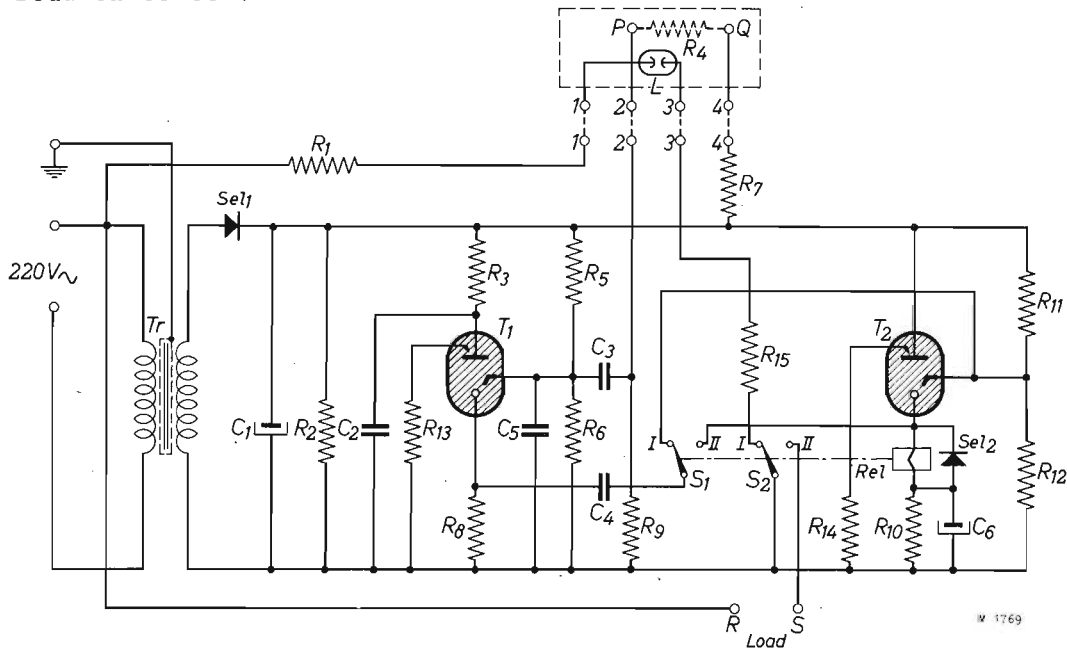 P R4 Q
L
1 2 3 4
1 2 3 4
R1
R7
Sel1
220V~
R3 R5
R11
Tr
T1
C3
T2
R15
C1 R2 C2 R13 C5 R6
I II I II
Sel2
S1 S2
Rel
R12
C4
R8 R9
R14 R10 C6
R S
Load
1769